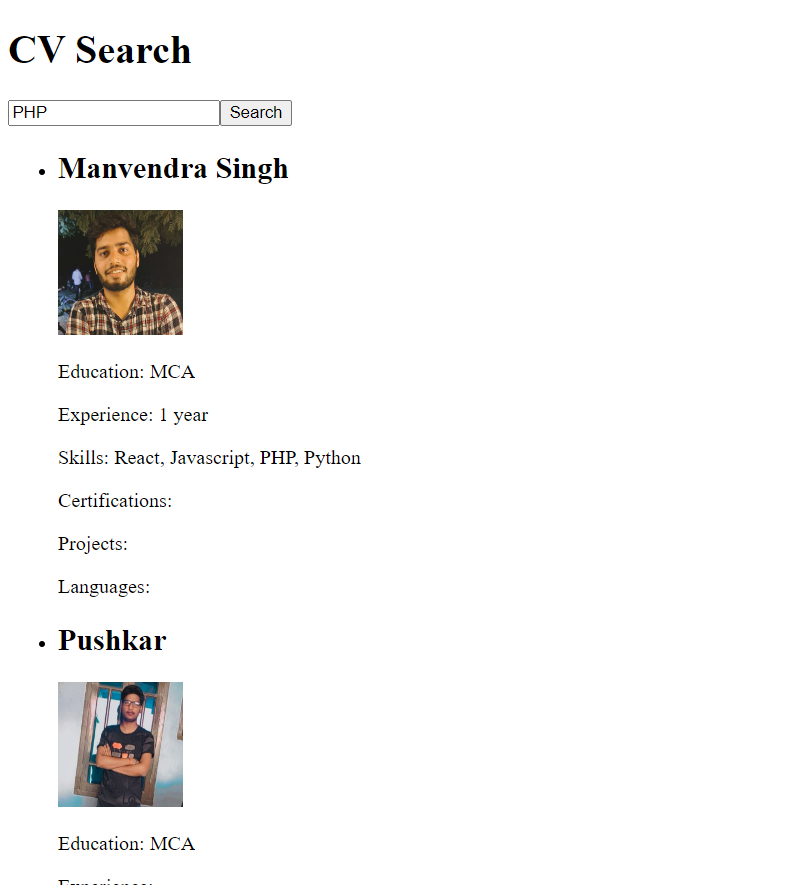 CV Search
PHP Search
Manvendra Singh
Education: MCA
Experience: 1 year
Skills: React, Javascript, PHP, Python
Certifications:
Projects:
Languages:
Pushkar
Education: MCA
Experience: